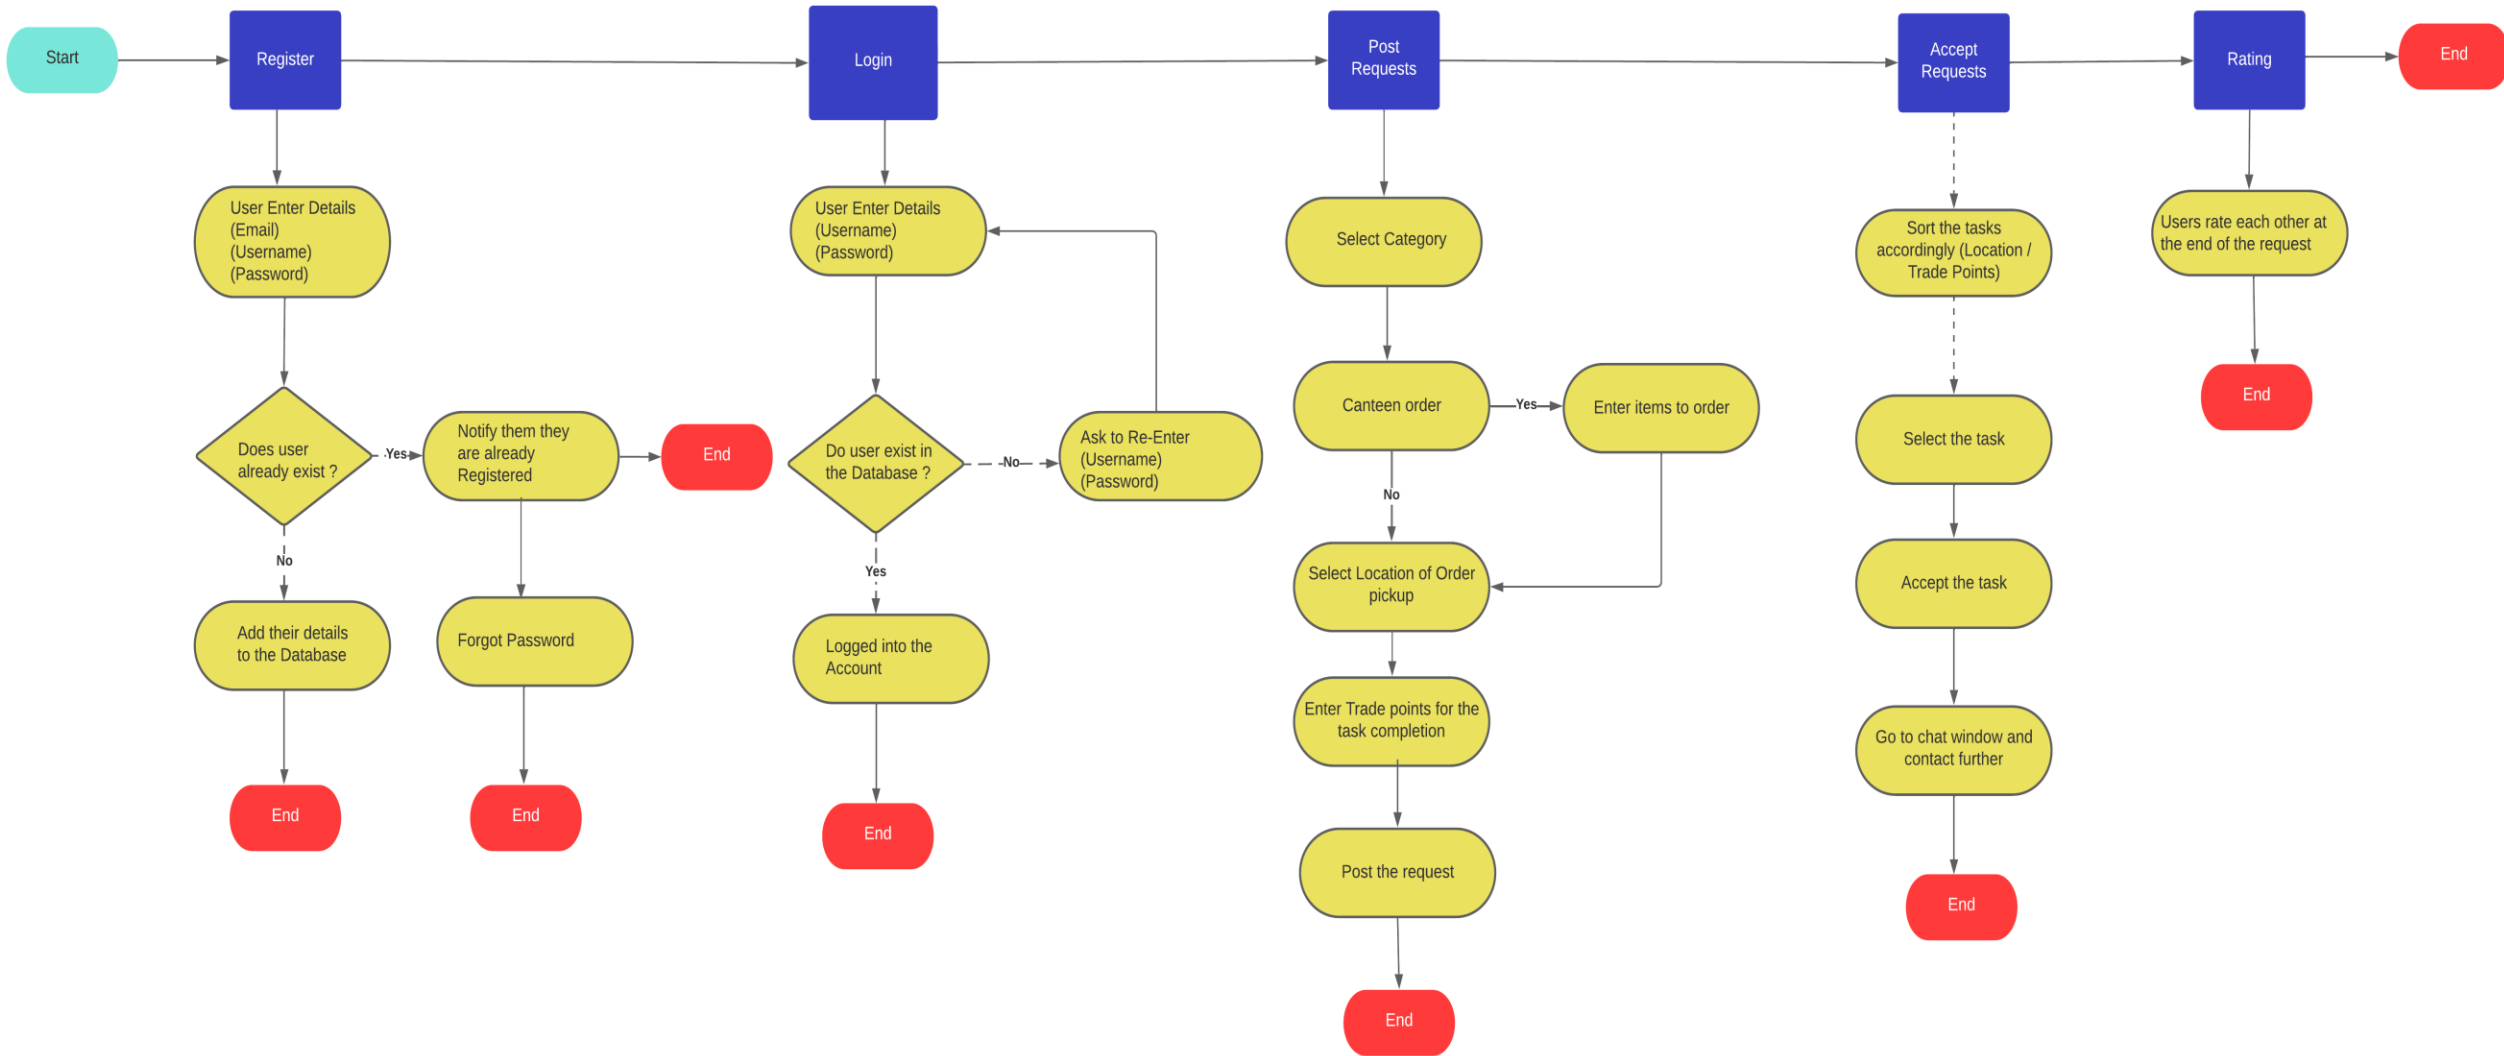 Start
Register
Login
Post
Requests
Accept
Requests
Rating
End
User Enter Details
(Email)
(Username)
(Password)
Does user
already exist ?
Yes
Notify them they
are already
Registered
End
No
Add their details
to the Database
End
Forgot Password
End
User Enter Details
(Username)
(Password)
Do user exist in
the Database ?
No
Ask to Re-Enter
(Username)
(Password)
Yes
Logged into the
Account
End
Select Category
Canteen order
Yes
Enter items to order
No
Select Location of Order
pickup
Enter Trade points for the
task completion
Post the request
End
Sort the tasks
accordingly (Location /
Trade Points)
Select the task
Accept the task
Go to chat window and
contact further
End
Users rate each other at
the end of the request
End